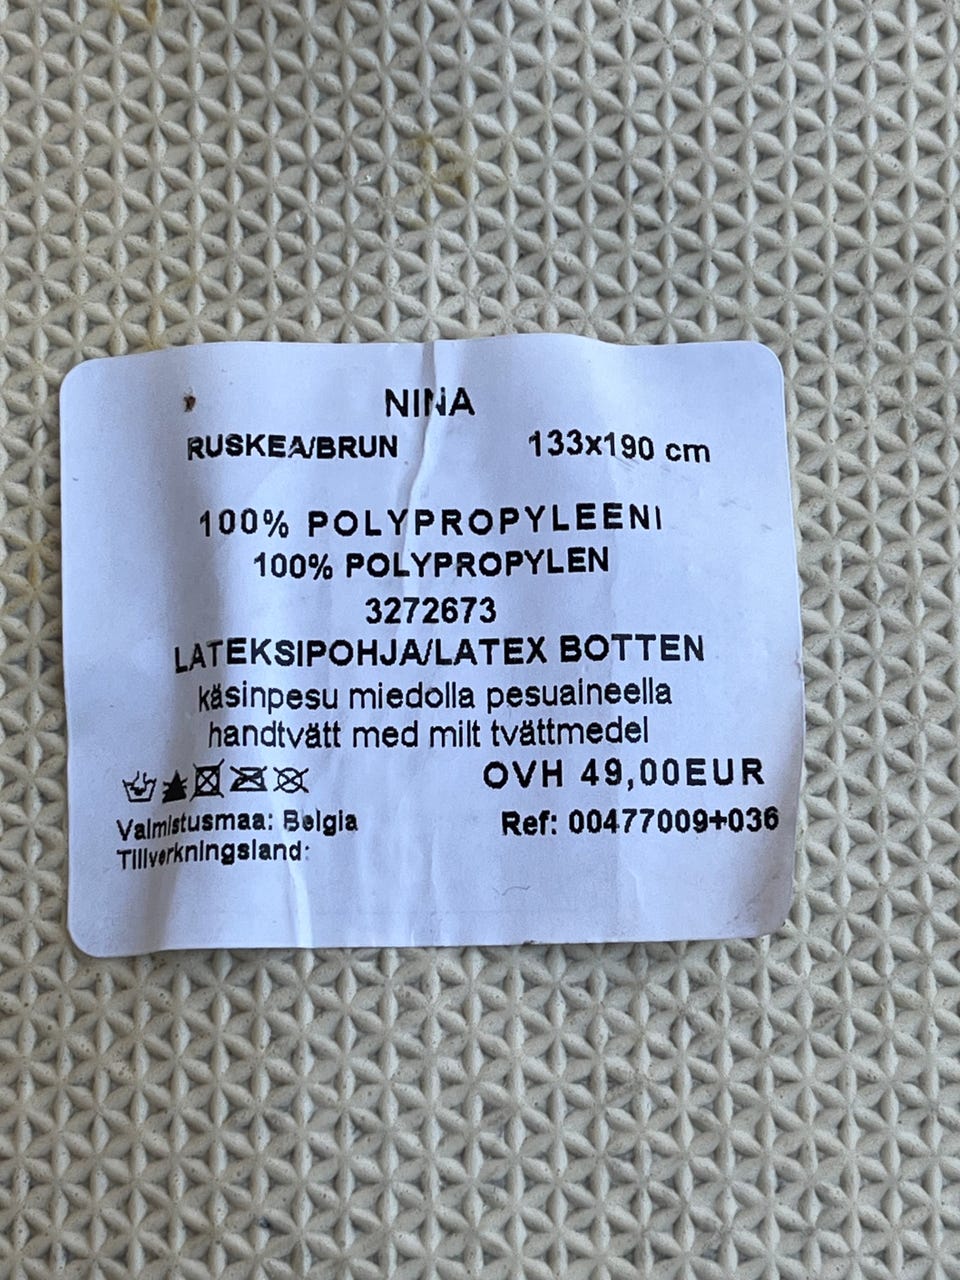 NINA
RUSKEA/BRUN 133x190 cm
100% POLYPROPYLEENI
100% POLYPROPYLEN
3272673
LATEKSIPOHJA/LATEX BOTTEN
käsinpesu miedolla pesuaineella
handtvätt med milt tvättmedel
OVH 49,00EUR
Valmistusmaa: Belgia Ref: 00477009+036
Tillverkningsland: